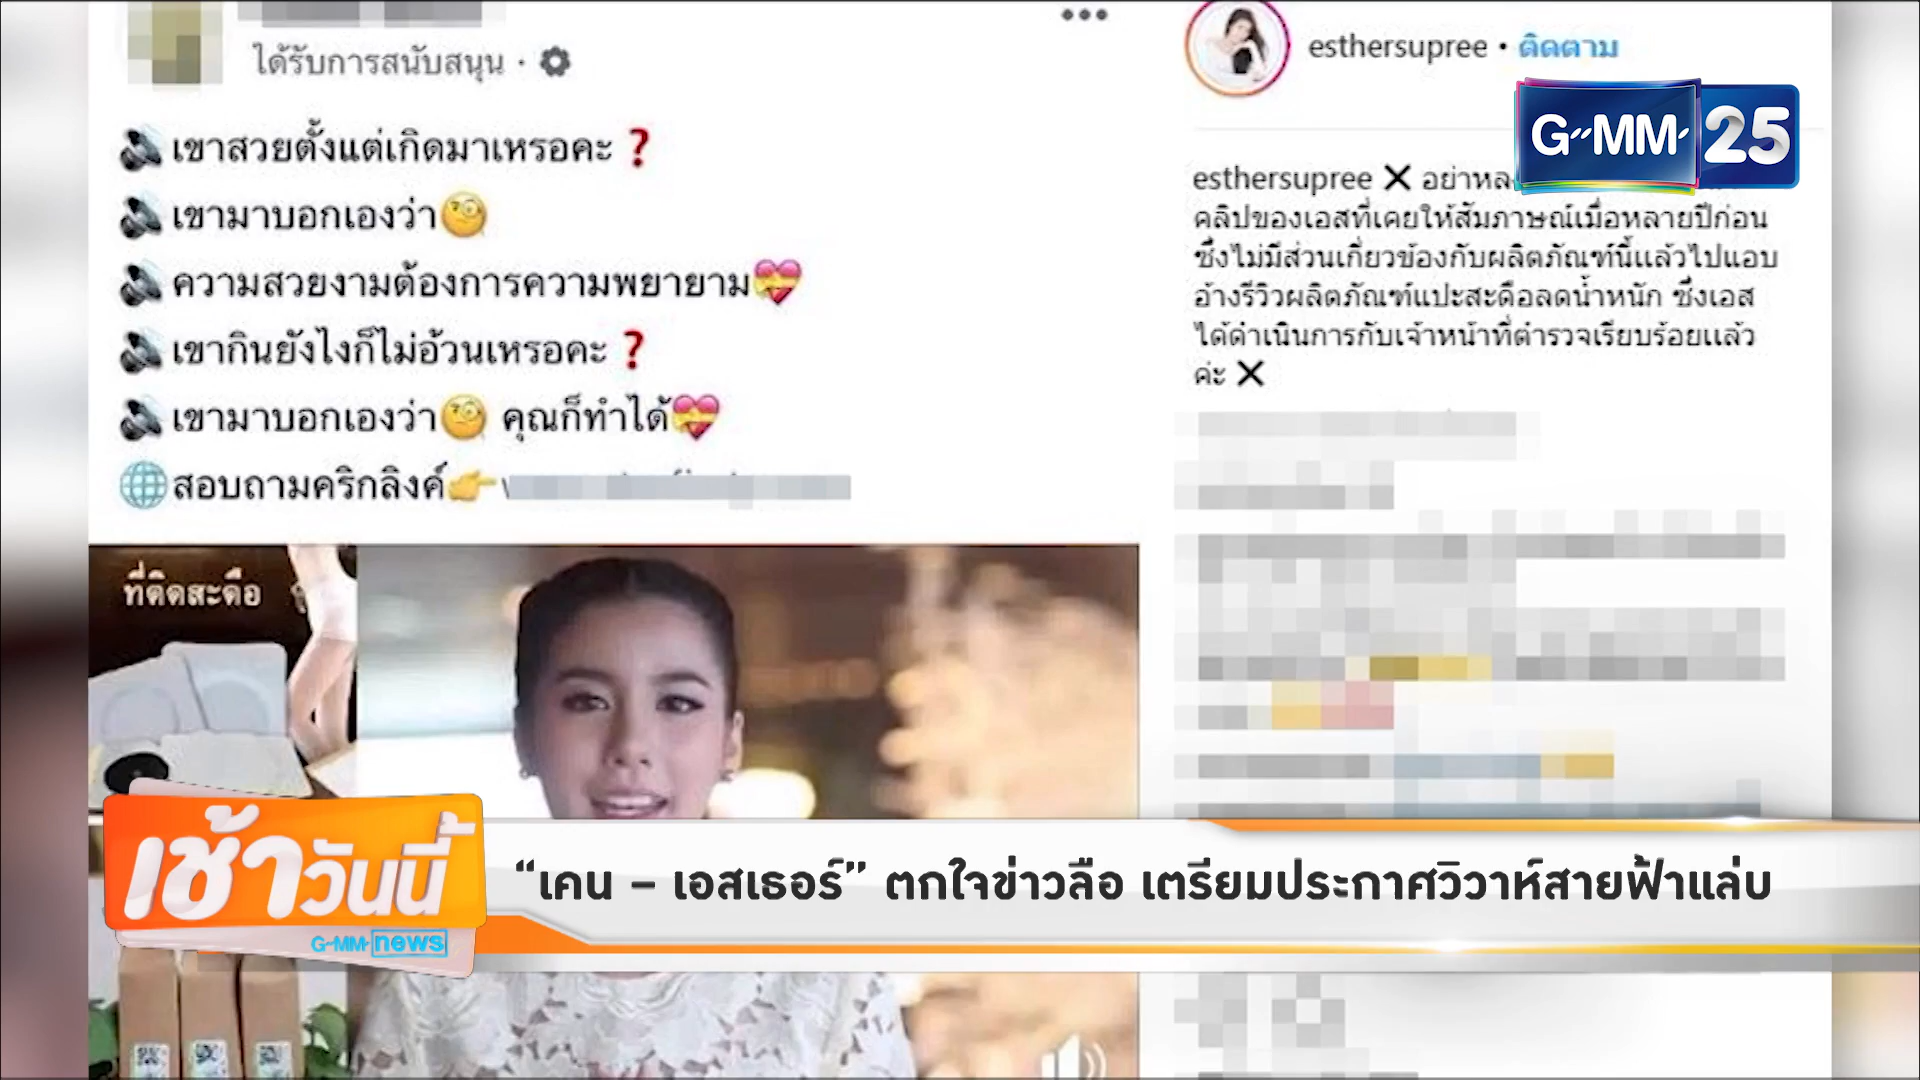 ได้รับการสนับสนุน ·
เขาสวยตั้งแต่เกิดมาเหรอคะ ❓
เขามาบอกเองว่า🧐
ความสวยงามต้องการความพยายาม💝
เขากินยังไงก็ไม่อ้วนเหรอคะ ❓
เขามาบอกเองว่า🧐 คุณก็ทำได้💝
🌐สอบถามคริกลิงค์👉
ที่ติดสะดือ
esthersupree • ติดตาม
G-MM- 25
esthersupree ✕
คลิปของเอสที่เคยให้สัมภาษณ์เมื่อหลายปีก่อน
ซึ่งไม่มีส่วนเกี่ยวข้องกับผลิตภัณฑ์นี้แล้วไปแอบ
อ้างรีวิวผลิตภัณฑ์แปะสะดือลดน้ำหนัก ซึ่งเอส
ได้ดำเนินการกับเจ้าหน้าที่ตำรวจเรียบร้อยแล้ว
ค่ะ ✕
เช้าวันนี้
G-MM- news
“เคน – เอสเธอร์” ตกใจข่าวลือ เตรียมประกาศวิวาห์สายฟ้าแล่บ